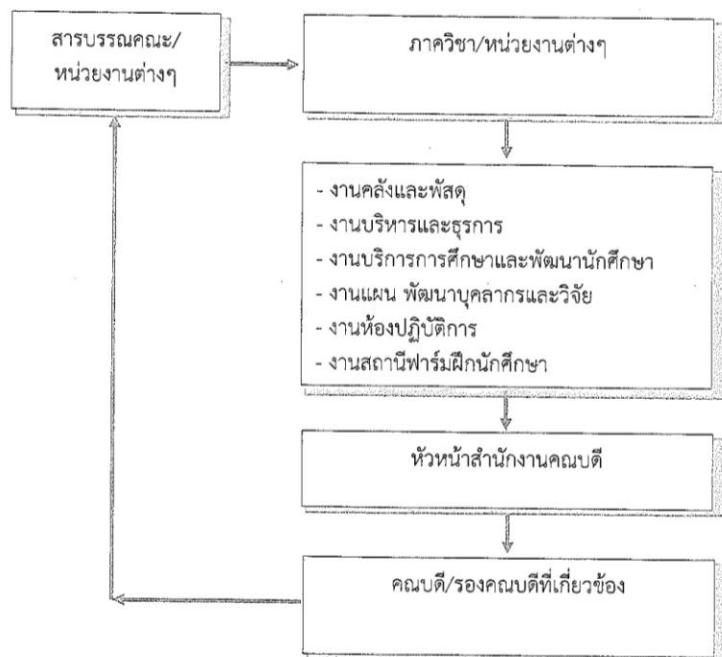 สารบรรณคณะ/
หน่วยงานต่างๆ
ภาควิชา/หน่วยงานต่างๆ
- งานคลังและพัสดุ
- งานบริหารและธุรการ
- งานบริการการศึกษาและพัฒนานักศึกษา
- งานแผน พัฒนาบุคลากรและวิจัย
- งานห้องปฏิบัติการ
- งานสถานีฟาร์มฝึกนักศึกษา
หัวหน้าสำนักงานคณบดี
คณบดี/รองคณบดีที่เกี่ยวข้อง